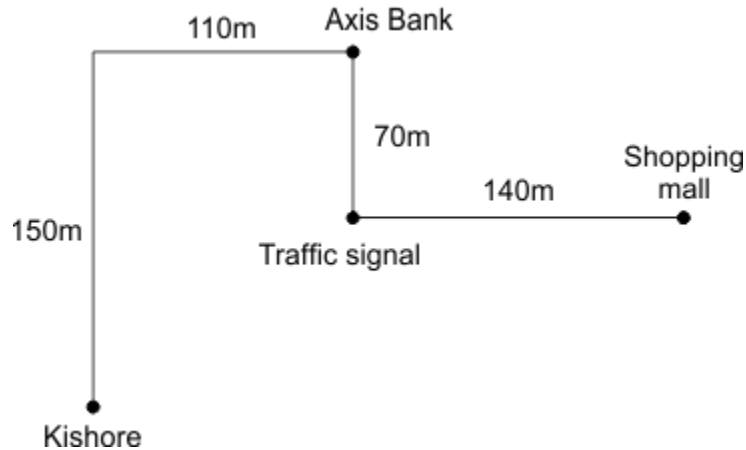 110m
Axis Bank
70m
Shopping
mall
140m
150m
Traffic signal
Kishore